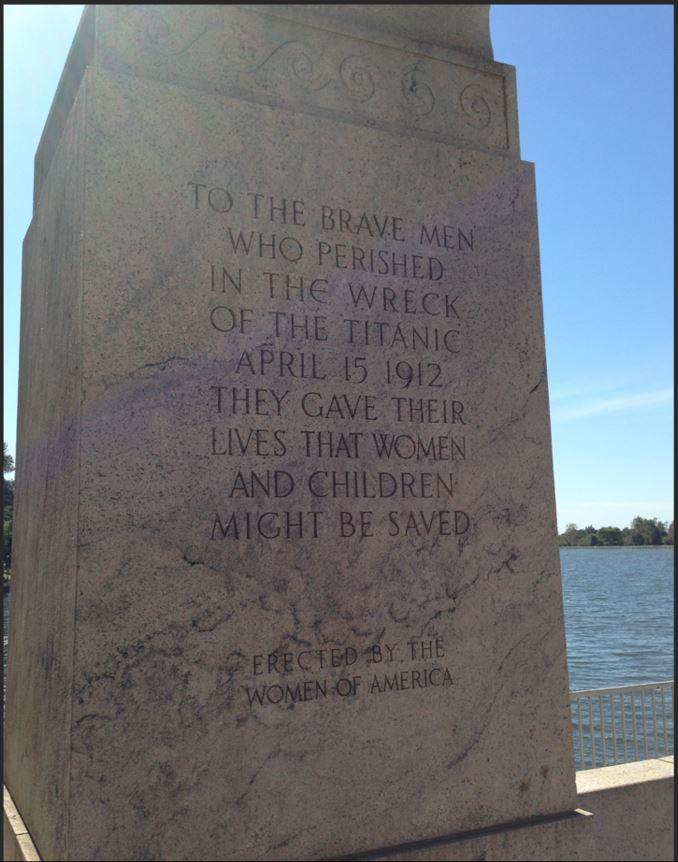 TO THE BRAVE MEN
WHO PERISHED
IN THE WRECK
OF THE TITANIC
APRIL 15 1912
THEY GAVE THEIR
LIVES THAT WOMEN
AND CHILDREN
MIGHT BE SAVED
ERECTED BY THE
WOMEN OF AMERICA